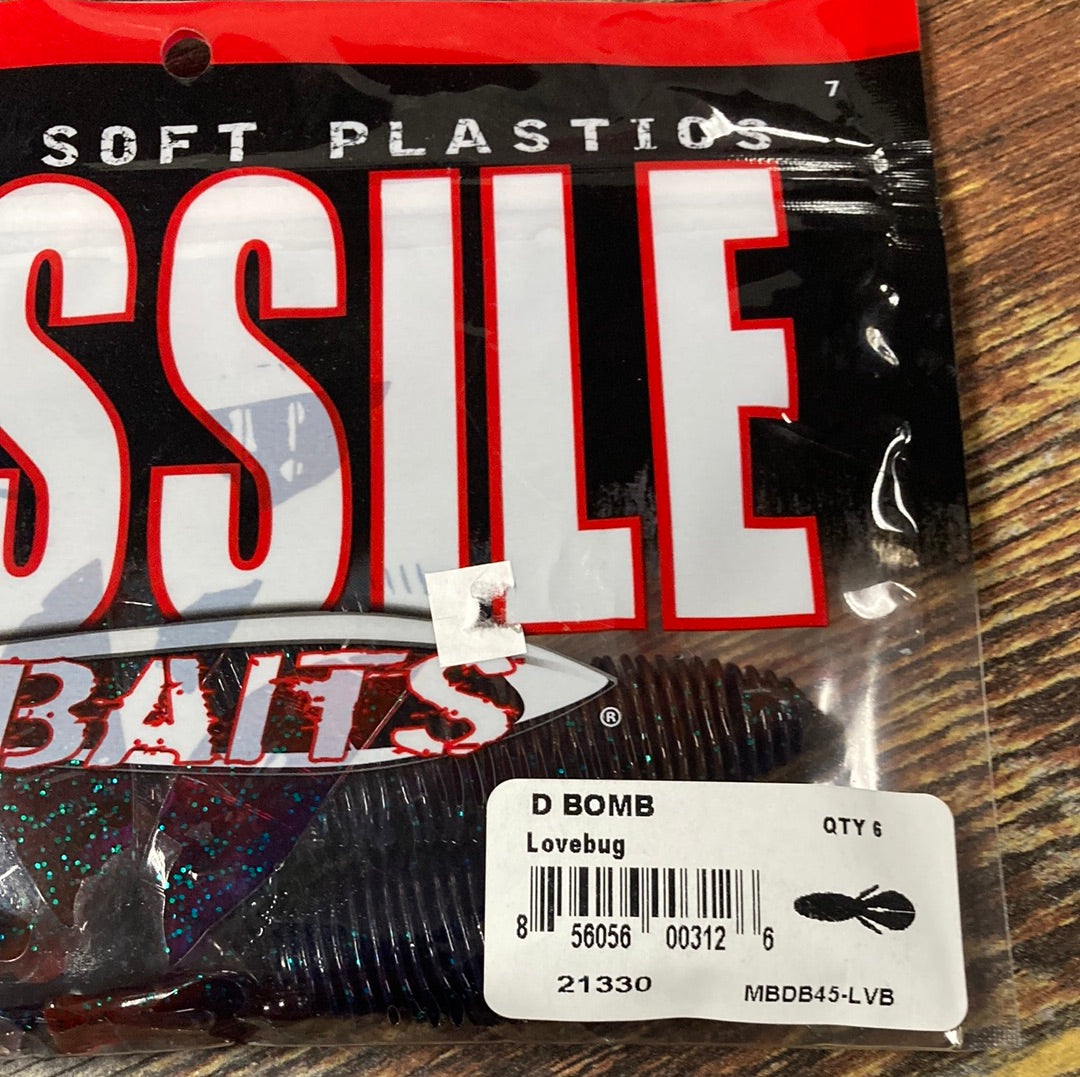 7
SOFT PLASTICS
SSILE
BAITS
®
D BOMB
QTY 6
Lovebug
8 56056 00312 6
21330
MBDB45-LVB